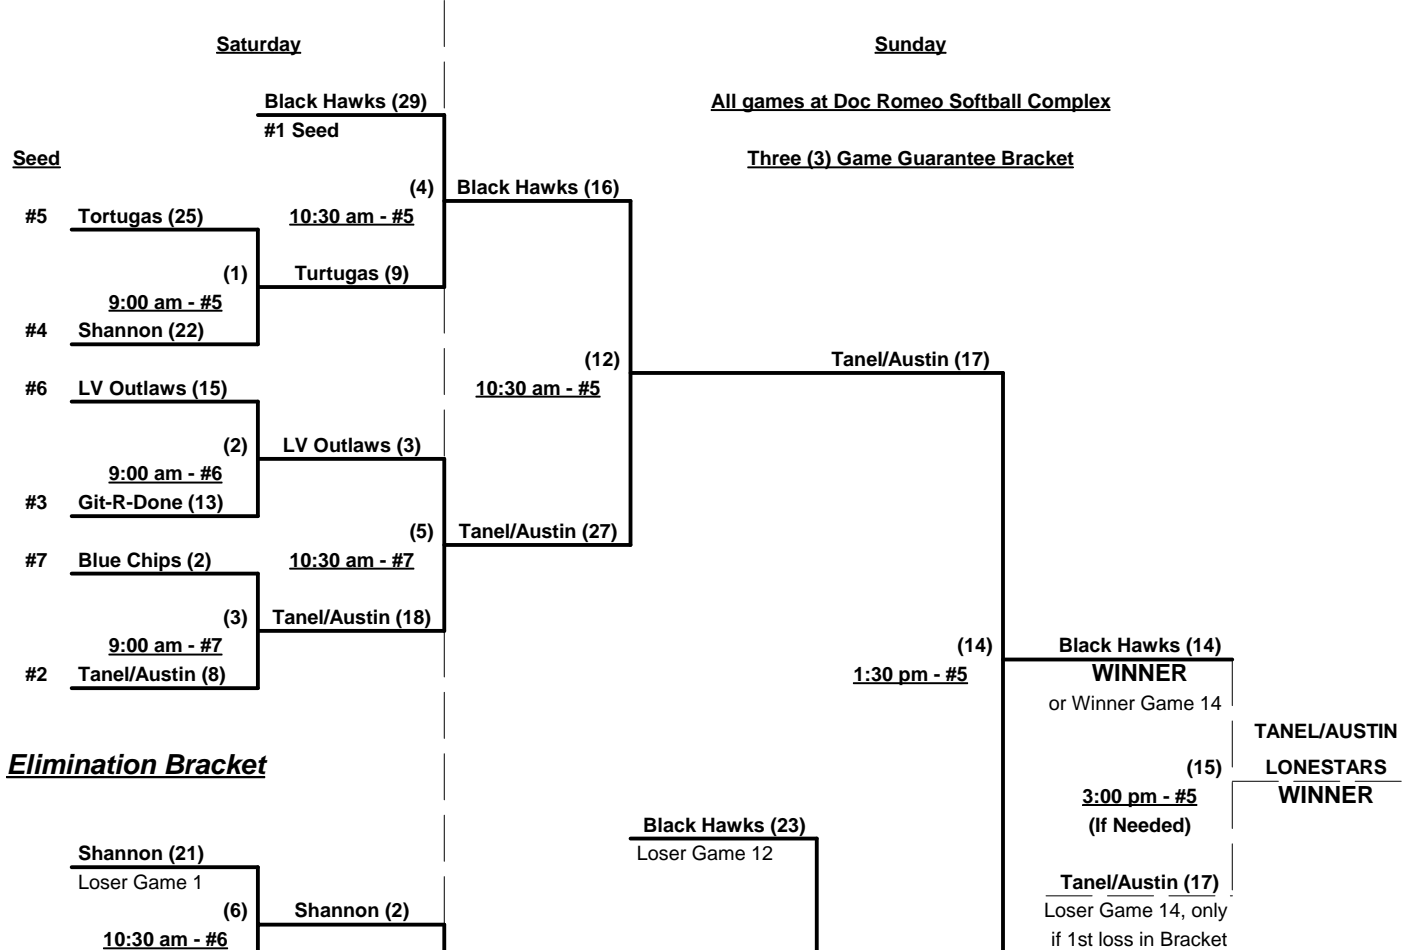 Saturday
Sunday
Black Hawks (29)
All games at Doc Romeo Softball Complex
#1 Seed
Seed
Three (3) Game Guarantee Bracket
(4)
Black Hawks (16)
#5
Tortugas (25)
10:30 am - #5
(1)
Turtugas (9)
9:00 am - #5
#4
Shannon (22)
(12)
Tanel/Austin (17)
#6
LV Outlaws (15)
10:30 am - #5
(2)
LV Outlaws (3)
9:00 am - #6
#3
Git-R-Done (13)
(5)
Tanel/Austin (27)
#7
Blue Chips (2)
10:30 am - #7
(3)
Tanel/Austin (18)
9:00 am - #7
(14)
Black Hawks (14)
#2
Tanel/Austin (8)
1:30 pm - #5
WINNER
or Winner Game 14
TANEL/AUSTIN
Elimination Bracket
(15)
LONESTARS
3:00 pm - #5
WINNER
(If Needed)
Black Hawks (23)
Loser Game 12
Shannon (21)
Loser Game 1
Tanel/Austin (17)
(6)
Shannon (2)
Loser Game 14, only
10:30 am - #6
if 1st loss in Bracket